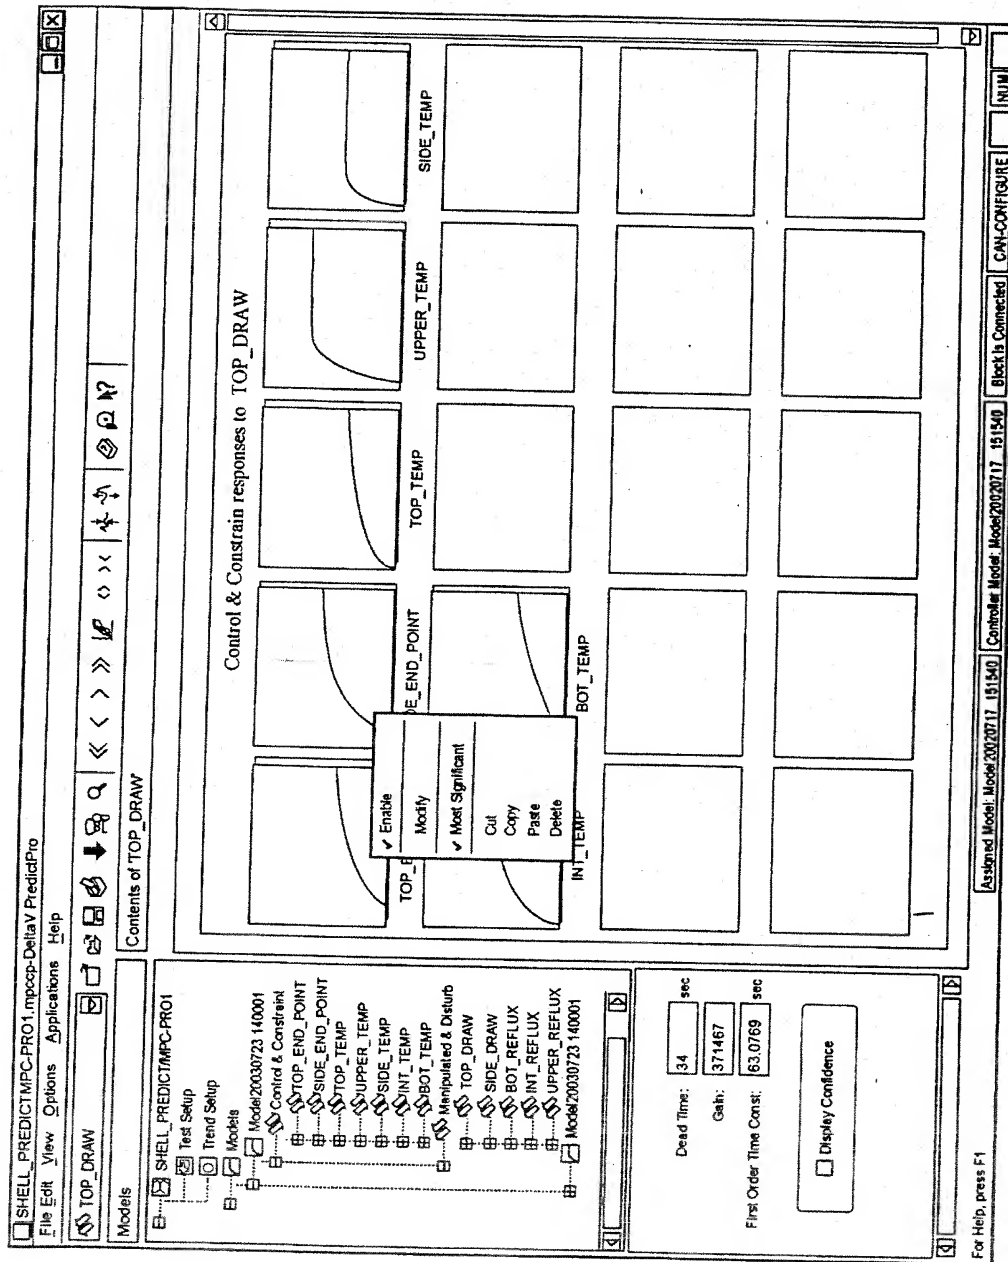 SHELL_PREDICTMPC-PRO1.mpccp-DeltaV PredictPro
File Edit View Options Applications Help
TOP_DRAW
Models
Contents of 'TOP_DRAW'
SHELL_PREDICT/MPC-PRO1
Test Setup
Trend Setup
Models
Model20030723 140001
Control & Constraint
TOP_END_POINT
SIDE_END_POINT
TOP_TEMP
UPPER_TEMP
SIDE_TEMP
INT_TEMP
BOT_TEMP
Manipulated & Disturb
TOP_DRAW
SIDE_DRAW
BOT_REFLUX
INT_REFLUX
UPPER_REFLUX
Model20030723 140001
Dead Time: 34 sec
Gain: 371467
First Order Time Const: 63.0769 sec
Display Confidence
Control & Constrain responses to TOP_DRAW
TOP_E
DE_END_POINT
TOP_TEMP
UPPER_TEMP
SIDE_TEMP
Enable
Modify
Most Significant
Cut
Copy
Paste
Delete
INT_TEMP
BOT_TEMP
For Help, press F1
Assigned Model: Model20020717 151540
Controller Model: Model20020717 151540
Block is Connected
CAN-CONFIGURE
NUM